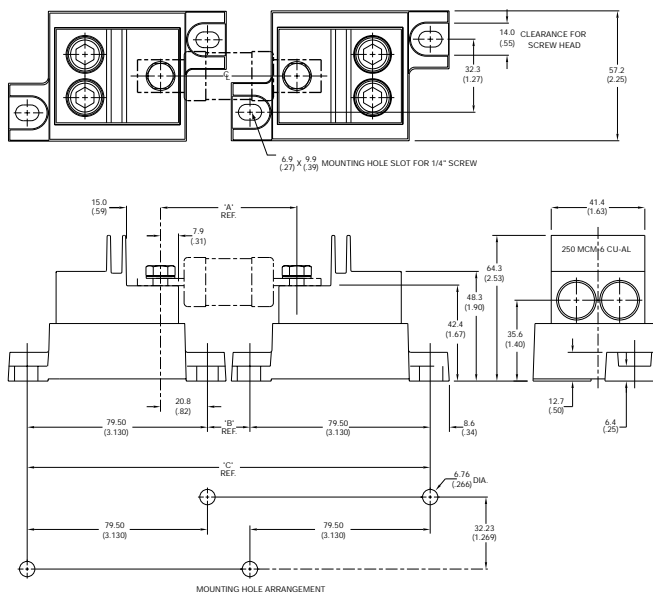 14.0
(.55)
CLEARANCE FOR
SCREW HEAD
32.3
(1.27)
57.2
(2.25)
C
L
6.9
(.27)
X
9.9
(.39)
MOUNTING HOLE SLOT FOR 1/4" SCREW
15.0
(.59)
'A'
REF.
7.9
(.31)
41.4
(1.63)
250 MCM-6 CU-AL
64.3
(2.53)
48.3
(1.90)
42.4
(1.67)
35.6
(1.40)
20.8
(.82)
12.7
(.50)
6.4
(.25)
79.50
(3.130)
'B'
REF.
79.50
(3.130)
8.6
(.34)
'C'
REF.
6.76
(.266)
DIA.
79.50
(3.130)
79.50
(3.130)
32.23
(1.269)
MOUNTING HOLE ARRANGEMENT